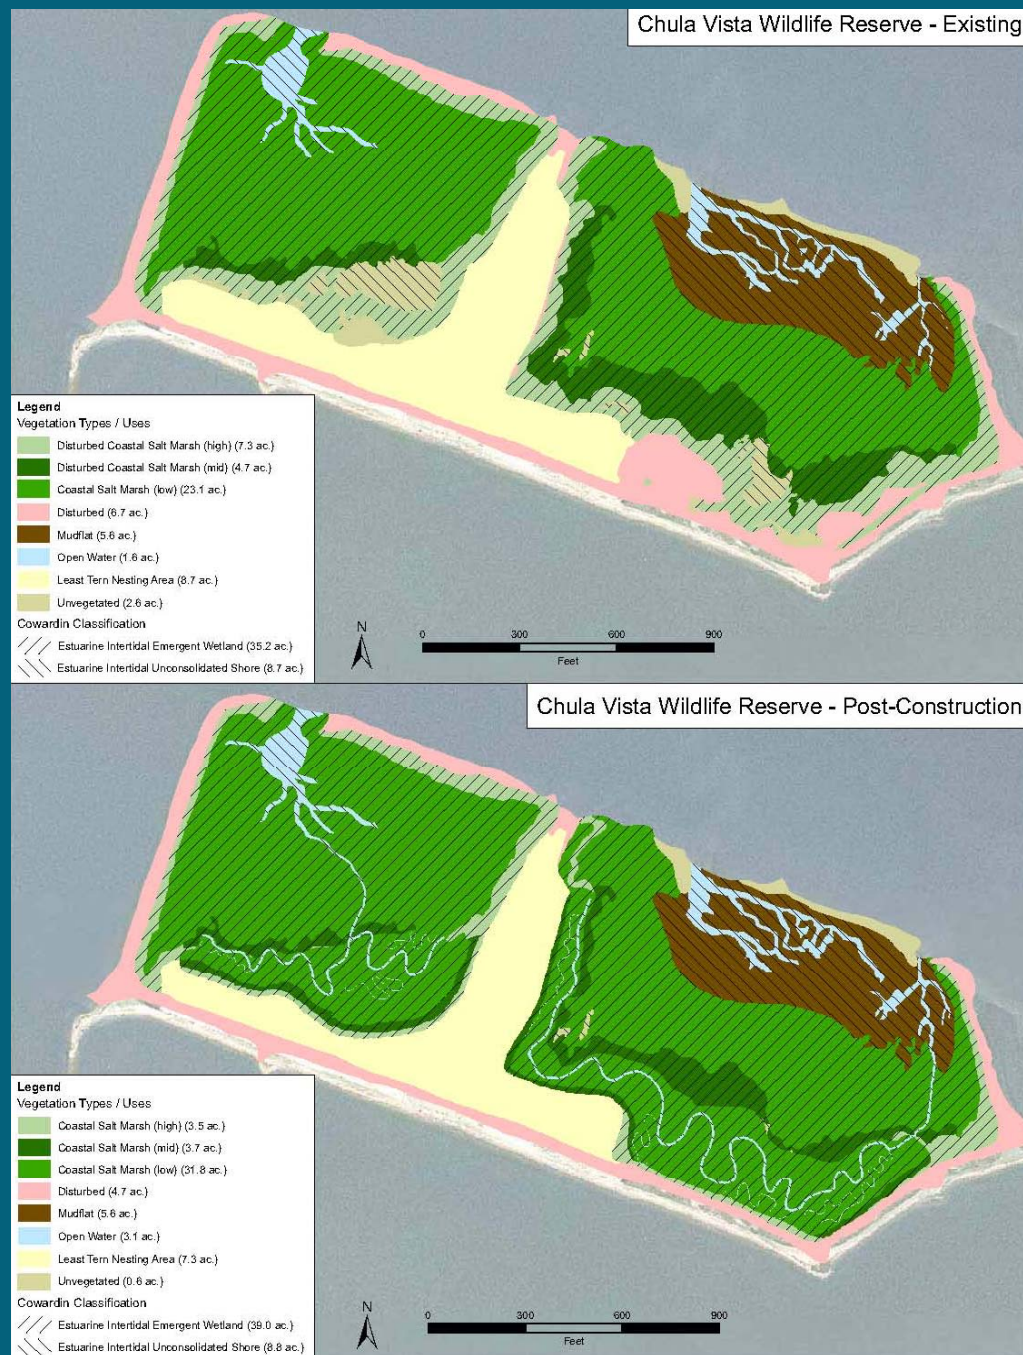 Chula Vista Wildlife Reserve - Existing
Legend
Vegetation Types / Uses
Disturbed Coastal Salt Marsh (high) (7.3 ac.)
Disturbed Coastal Salt Marsh (mid) (4.7 ac.)
Coastal Salt Marsh (low) (23.1 ac.)
Disturbed (6.7 ac.)
Mudflat (5.6 ac.)
Open Water (1.6 ac.)
Least Tern Nesting Area (8.7 ac.)
Unvegetated (2.6 ac.)
Cowardin Classification
Estuarine Intertidal Emergent Wetland (35.2 ac.)
Estuarine Intertidal Unconsolidated Shore (8.7 ac.)
N
0 300 600 900
Feet
Chula Vista Wildlife Reserve - Post-Construction
Legend
Vegetation Types / Uses
Coastal Salt Marsh (high) (3.5 ac.)
Coastal Salt Marsh (mid) (3.7 ac.)
Coastal Salt Marsh (low) (31.8 ac.)
Disturbed (4.7 ac.)
Mudflat (5.6 ac.)
Open Water (3.1 ac.)
Least Tern Nesting Area (7.3 ac.)
Unvegetated (0.6 ac.)
Cowardin Classification
Estuarine Intertidal Emergent Wetland (39.0 ac.)
Estuarine Intertidal Unconsolidated Shore (8.8 ac.)
N
0 300 600 900
Feet